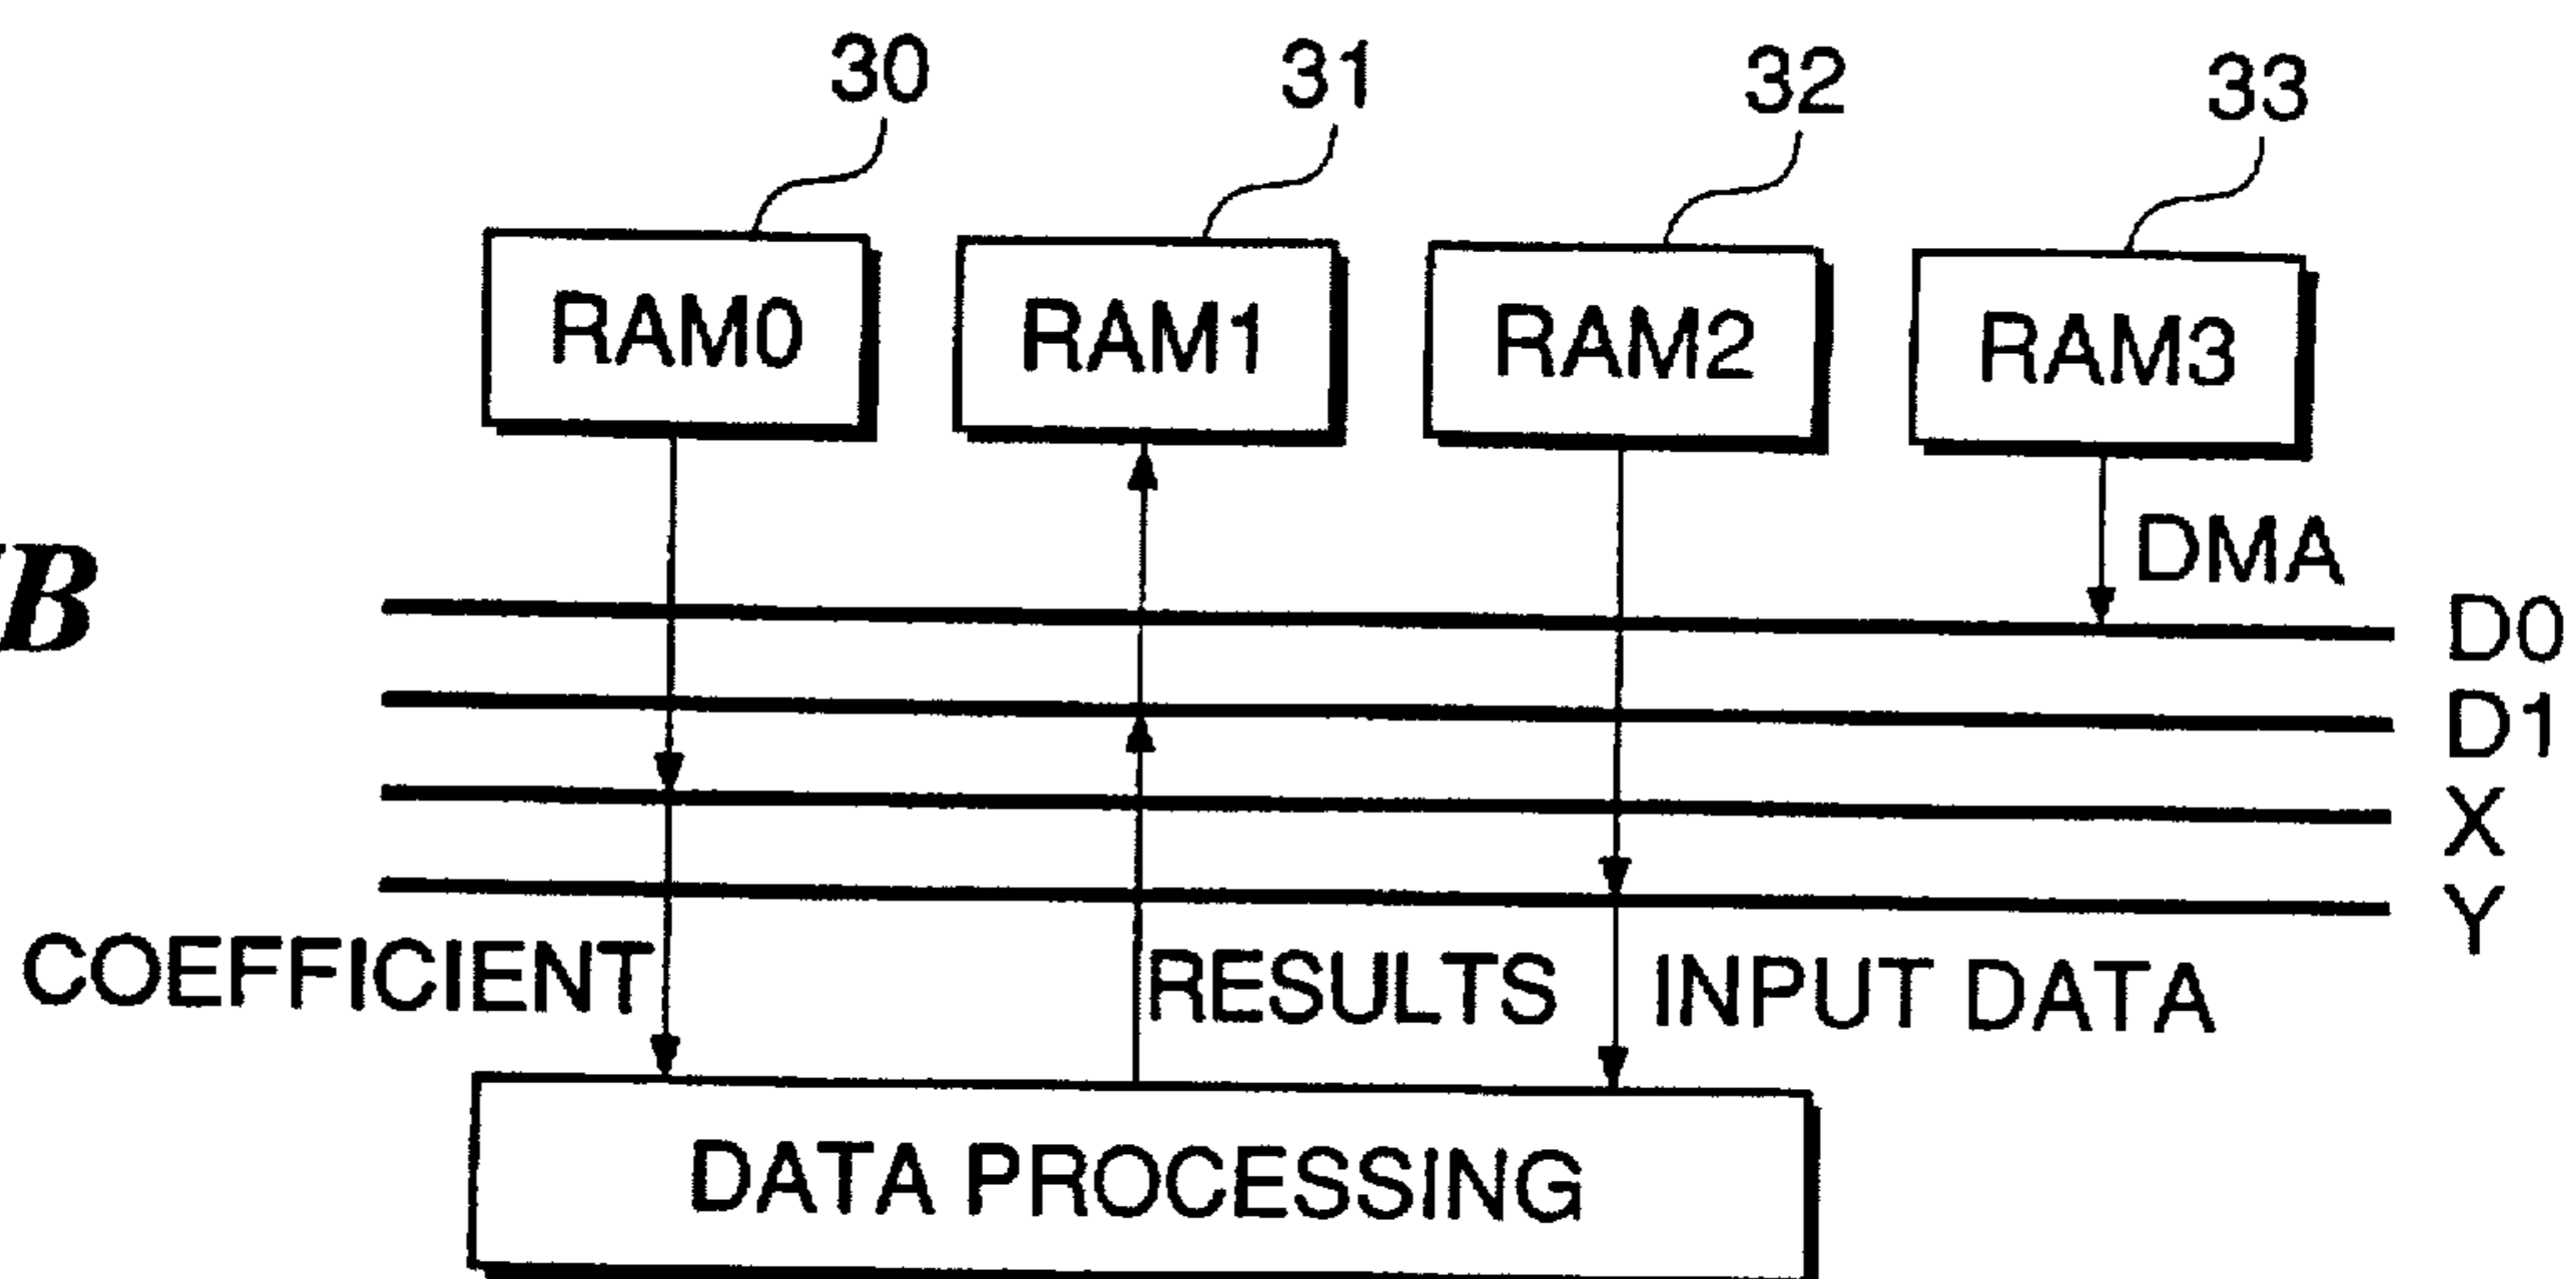 30 31 32 33
RAM0 RAM1 RAM2 RAM3
DMA
B
D0
D1
X
Y
COEFFICIENT RESULTS INPUT DATA
DATA PROCESSING